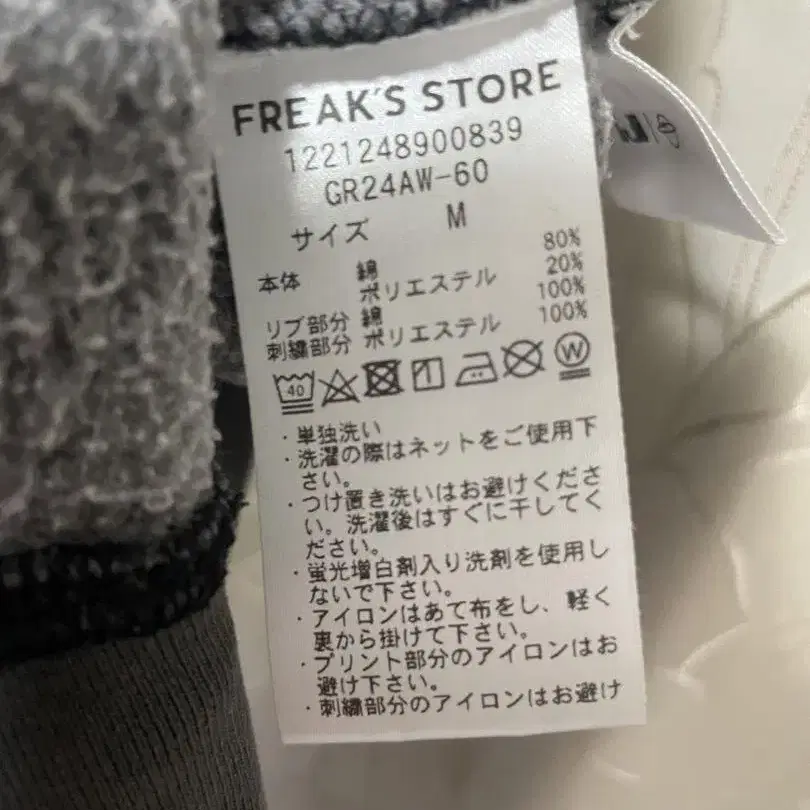 FREAK'S STORE
1221248900839
GR24AW-60
サイズ M
本体 綿 80%
ポリエステル 20%
リブ部分 綿 100%
刺繍部分 ポリエステル 100%
40 W
・単独洗い
・洗濯の際はネットをご使用下
さい。
・つけ置き洗いはお避けくださ
い。洗濯後はすぐに干してく
ださい。
・蛍光増白剤入り洗剤を使用し
ないで下さい。
・アイロンはあて布をし、軽く
裏から掛けて下さい。
・プリント部分のアイロンはお
避け下さい。
・刺繍部分のアイロンはお避け